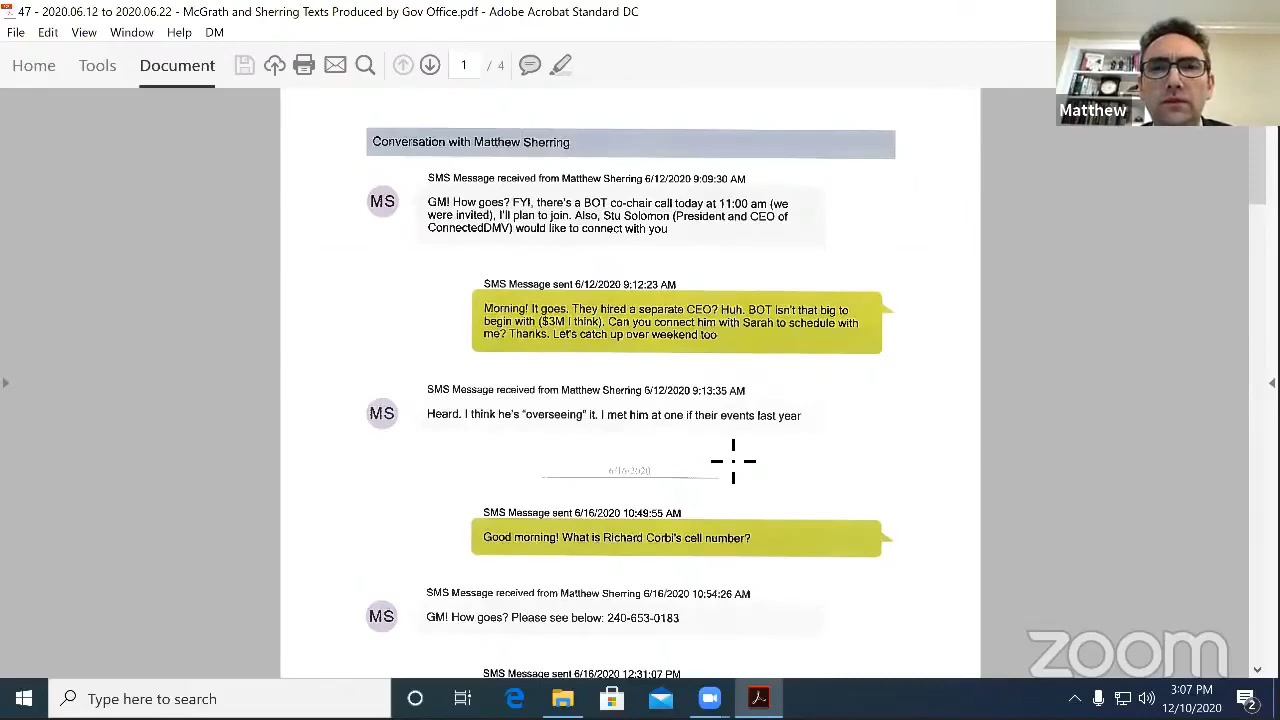 47 - 2020.06.12 to 2020.06.22 - McGrath and Sherring Texts Produced by Gov Office.pdf - Adobe Acrobat Standard DC
File Edit View Window Help DM
Home Tools Document 1 / 4
Matthew
Conversation with Matthew Sherring
SMS Message received from Matthew Sherring 6/12/2020 9:09:30 AM
MS
GM! How goes? FYI, there's a BOT co-chair call today at 11:00 am (we
were invited), I'll plan to join. Also, Stu Solomon (President and CEO of
ConnectedDMV) would like to connect with you
SMS Message sent 6/12/2020 9:12:23 AM
Morning! It goes. They hired a separate CEO? Huh. BOT isn't that big to
begin with ($3M I think). Can you connect him with Sarah to schedule with
me? Thanks. Let's catch up over weekend too
SMS Message received from Matthew Sherring 6/12/2020 9:13:35 AM
MS
Heard. I think he's "overseeing" it. I met him at one if their events last year
6/16/2020
SMS Message sent 6/16/2020 10:49:55 AM
Good morning! What is Richard Corbi's cell number?
SMS Message received from Matthew Sherring 6/16/2020 10:54:26 AM
MS
GM! How goes? Please see below: 240-653-0183
SMS Message sent 6/16/2020 12:31:07 PM
zoom
Type here to search
3:07 PM
12/10/2020
2